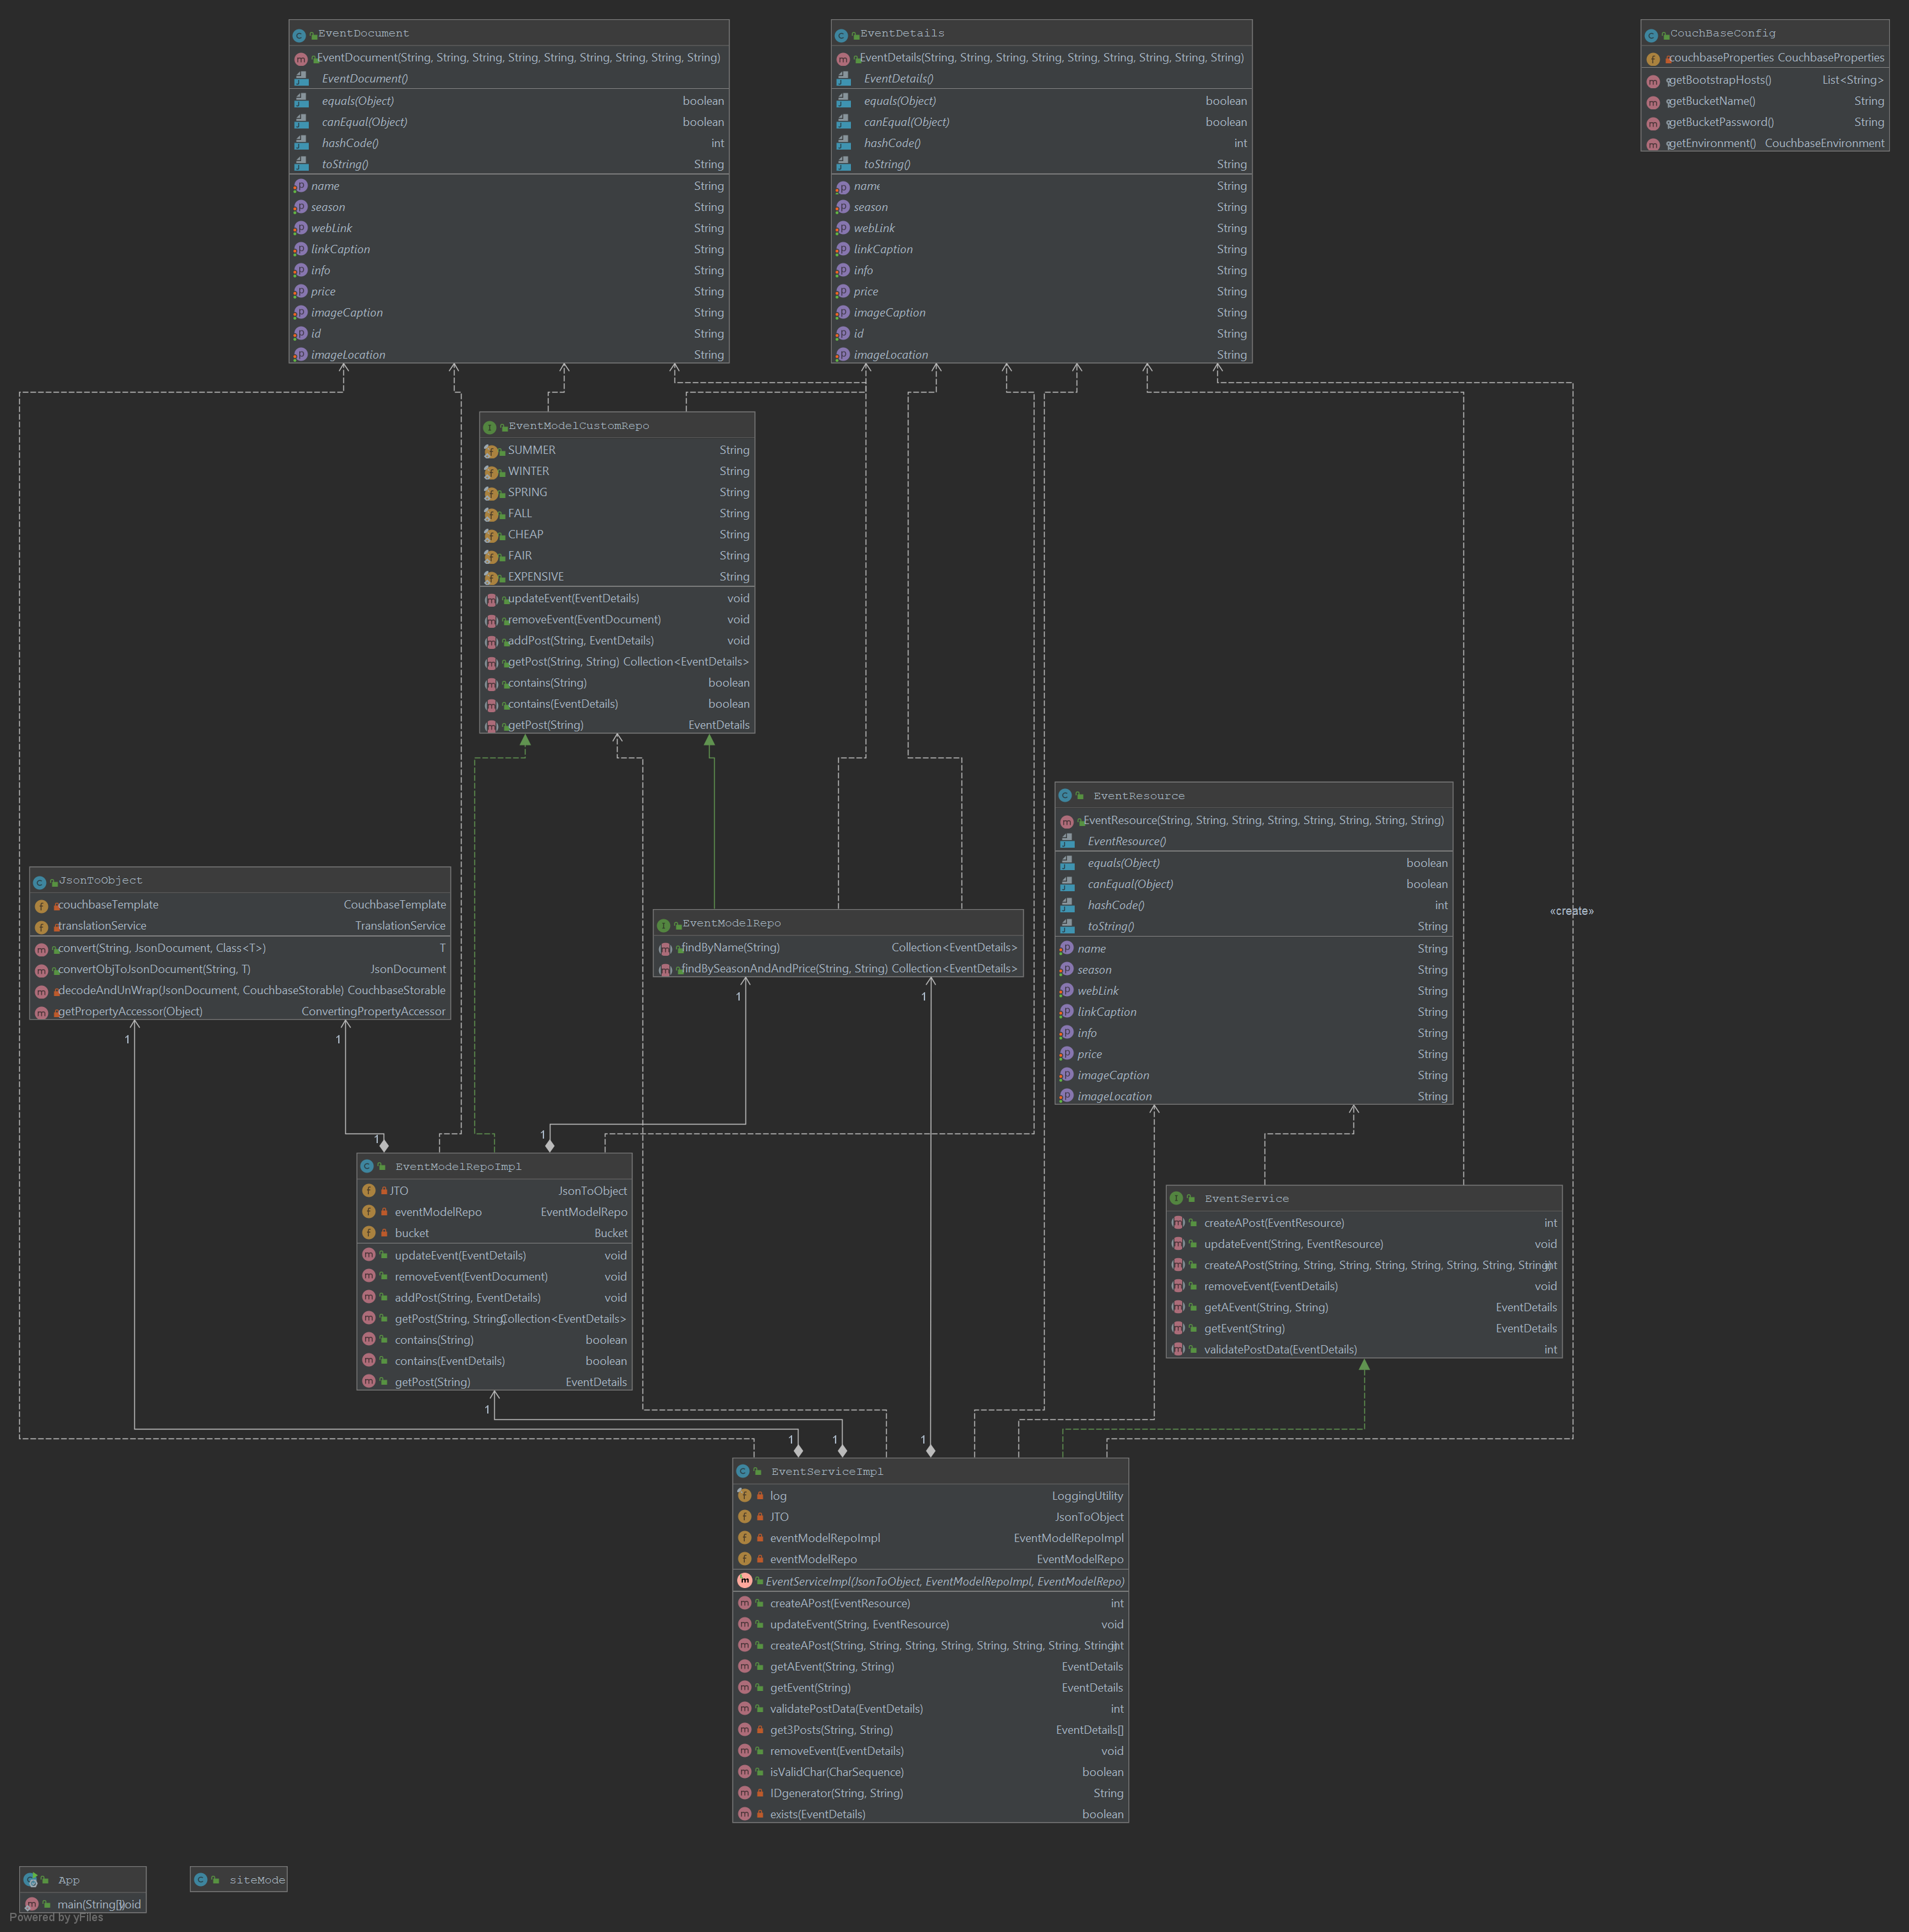 EventDocument
EventDocument(String, String, String, String, String, String, String, String, String)
EventDocument()
equals(Object) boolean
canEqual(Object) boolean
hashCode() int
toString() String
name String
season String
webLink String
linkCaption String
info String
price String
imageCaption String
id String
imageLocation String
EventDetails
EventDetails(String, String, String, String, String, String, String, String, String)
EventDetails()
equals(Object) boolean
canEqual(Object) boolean
hashCode() int
toString() String
name String
season String
webLink String
linkCaption String
info String
price String
imageCaption String
id String
imageLocation String
CouchBaseConfig
couchbaseProperties CouchbaseProperties
getBootstrapHosts() List<String>
getBucketName() String
getBucketPassword() String
getEnvironment() CouchbaseEnvironment
EventModelCustomRepo
SUMMER String
WINTER String
SPRING String
FALL String
CHEAP String
FAIR String
EXPENSIVE String
updateEvent(EventDetails) void
removeEvent(EventDocument) void
addPost(String, EventDetails) void
getPost(String, String) Collection<EventDetails>
contains(String) boolean
contains(EventDetails) boolean
getPost(String) EventDetails
EventResource
EventResource(String, String, String, String, String, String, String, String)
EventResource()
equals(Object) boolean
canEqual(Object) boolean
hashCode() int
toString() String
name String
season String
webLink String
linkCaption String
info String
price String
imageCaption String
imageLocation String
«create»
JsonToObject
couchbaseTemplate CouchbaseTemplate
translationService TranslationService
convert(String, JsonDocument, Class<T>) T
convertObjToJsonDocument(String, T) JsonDocument
decodeAndUnWrap(JsonDocument, CouchbaseStorable) CouchbaseStorable
getPropertyAccessor(Object) ConvertingPropertyAccessor
EventModelRepo
findByName(String) Collection<EventDetails>
findBySeasonAndAndPrice(String, String) Collection<EventDetails>
1
1
1
1
1
1
EventModelRepoImpl
JTO JsonToObject
eventModelRepo EventModelRepo
bucket Bucket
updateEvent(EventDetails) void
removeEvent(EventDocument) void
addPost(String, EventDetails) void
getPost(String, String) Collection<EventDetails>
contains(String) boolean
contains(EventDetails) boolean
getPost(String) EventDetails
EventService
createAPost(EventResource) int
updateEvent(String, EventResource) void
createAPost(String, String, String, String, String, String, String, String) int
removeEvent(EventDetails) void
getAEvent(String, String) EventDetails
getEvent(String) EventDetails
validatePostData(EventDetails) int
1
1
1
1
EventServiceImpl
log LoggingUtility
JTO JsonToObject
eventModelRepoImpl EventModelRepoImpl
eventModelRepo EventModelRepo
EventServiceImpl(JsonToObject, EventModelRepoImpl, EventModelRepo)
createAPost(EventResource) int
updateEvent(String, EventResource) void
createAPost(String, String, String, String, String, String, String, String) int
getAEvent(String, String) EventDetails
getEvent(String) EventDetails
validatePostData(EventDetails) int
get3Posts(String, String) EventDetails[]
removeEvent(EventDetails) void
isValidChar(CharSequence) boolean
IDgenerator(String, String) String
exists(EventDetails) boolean
App
main(String[]) void
siteMode
Powered by yFiles